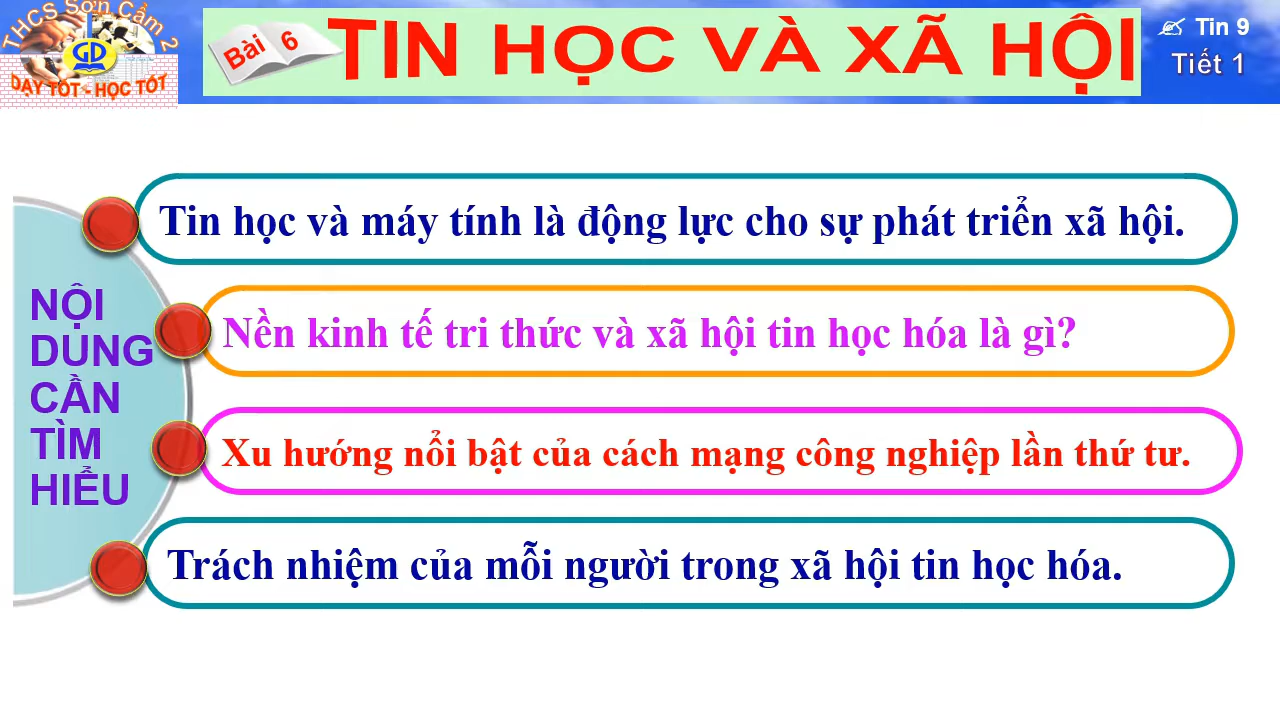 THCS Sơn Cẩm 2
GD
DẠY TỐT - HỌC TỐT
Bài 6
TIN HỌC VÀ XÃ HỘI
Tin 9
Tiết 1
NỘI
DUNG
CẦN
TÌM
HIỂU
Tin học và máy tính là động lực cho sự phát triển xã hội.
Nền kinh tế tri thức và xã hội tin học hóa là gì?
Xu hướng nổi bật của cách mạng công nghiệp lần thứ tư.
Trách nhiệm của mỗi người trong xã hội tin học hóa.